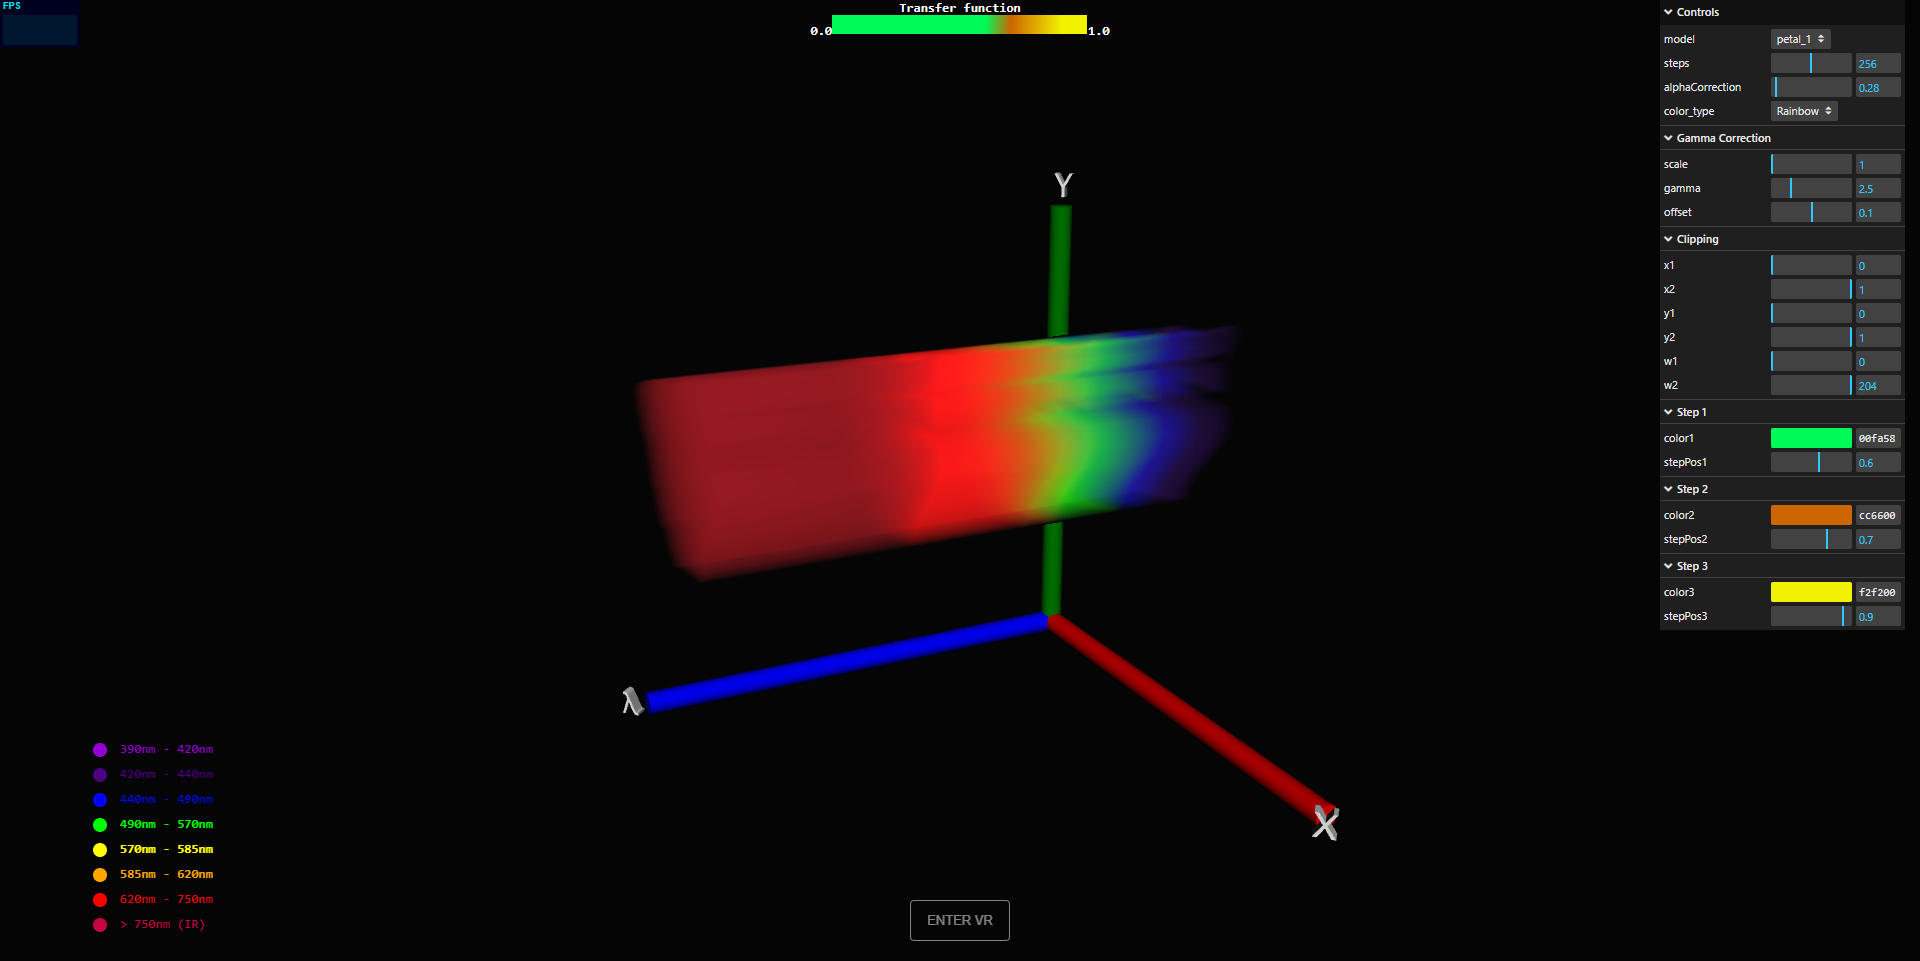 FPS
Transfer function
0.0 1.0
Controls
model petal_1
steps 256
alphaCorrection 0.28
color_type Rainbow
Gamma Correction
scale 1
gamma 2.5
offset 0.1
Clipping
x1 0
x2 1
y1 0
y2 1
w1 0
w2 204
Step 1
color1 00fa58
stepPos1 0.6
Step 2
color2 cc6600
stepPos2 0.7
Step 3
color3 f2f200
stepPos3 0.9
Y
λ
X
390nm - 420nm
420nm - 440nm
440nm - 490nm
490nm - 570nm
570nm - 585nm
585nm - 620nm
620nm - 750nm
> 750nm (IR)
ENTER VR